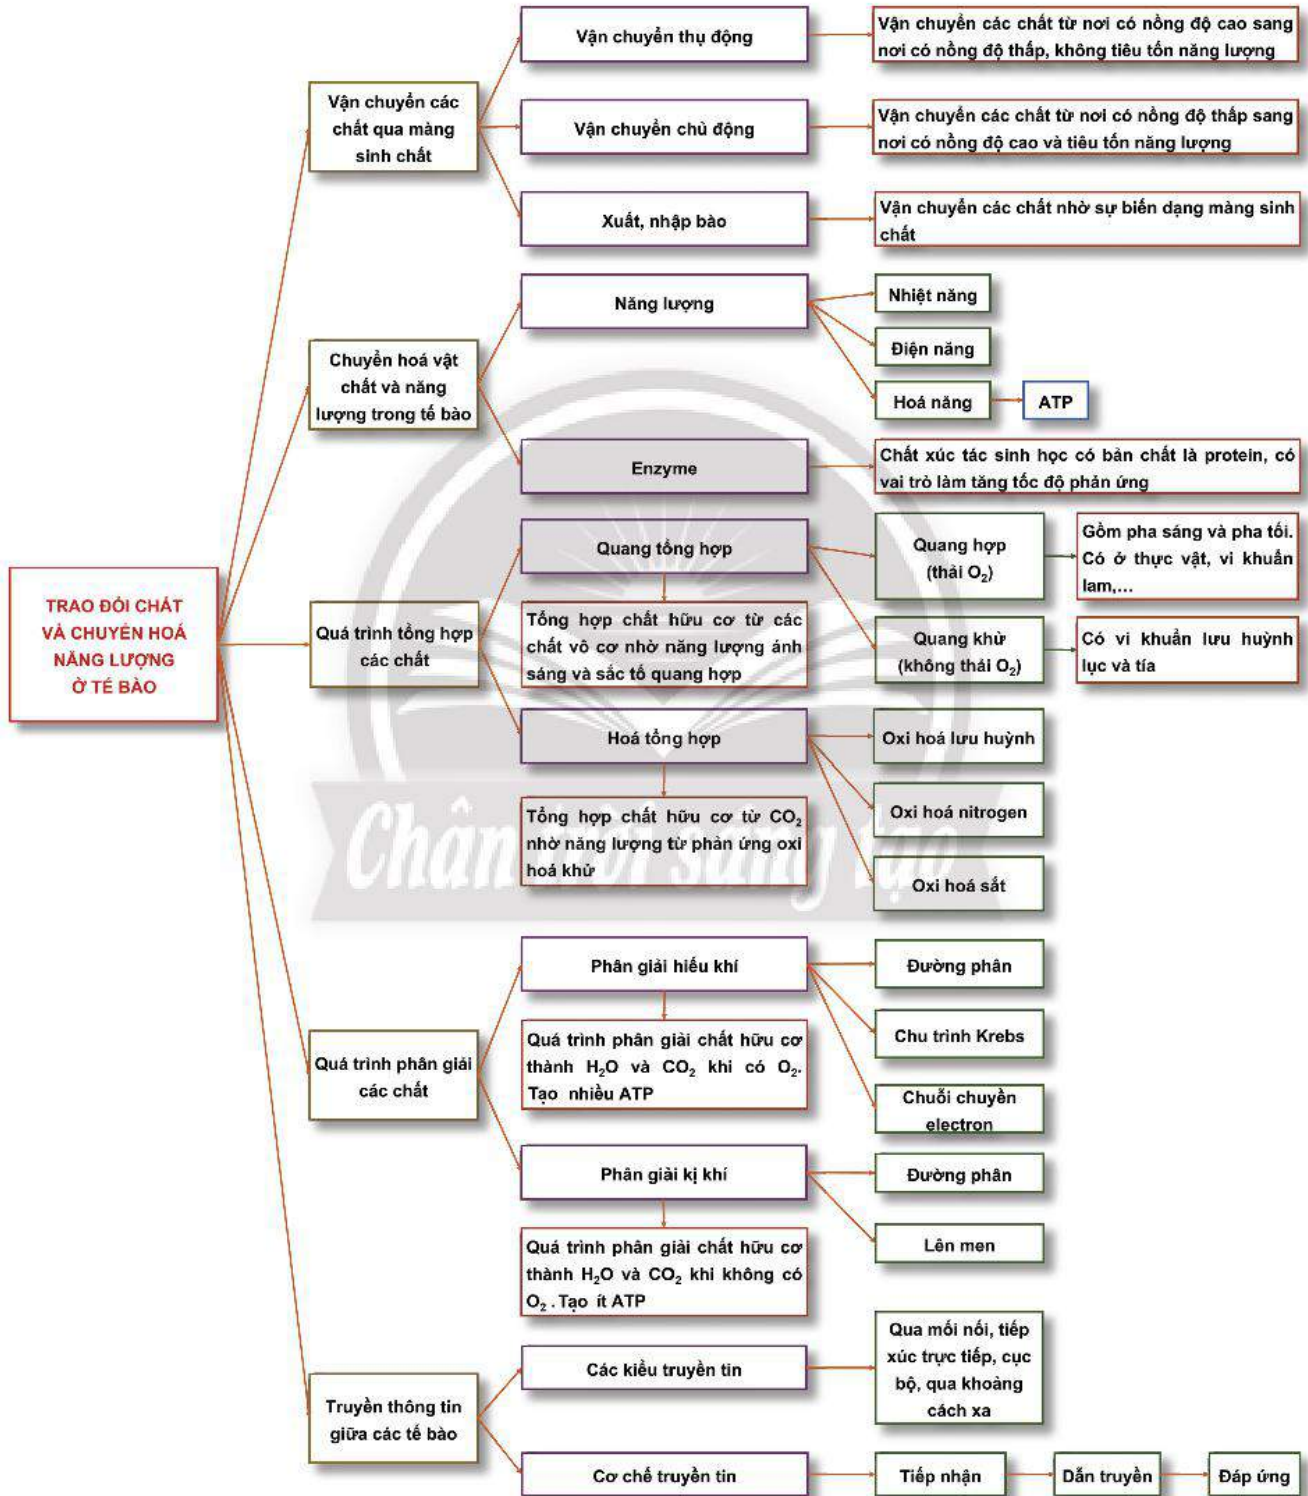 TRAO ĐỔI CHẤT
VÀ CHUYỂN HOÁ
NĂNG LƯỢNG
Ở TẾ BÀO
Vận chuyển các
chất qua màng
sinh chất
Vận chuyển thụ động
Vận chuyển các chất từ nơi có nồng độ cao sang
nơi có nồng độ thấp, không tiêu tốn năng lượng
Vận chuyển chủ động
Vận chuyển các chất từ nơi có nồng độ thấp sang
nơi có nồng độ cao và tiêu tốn năng lượng
Xuất, nhập bào
Vận chuyển các chất nhờ sự biến dạng màng sinh
chất
Chuyển hoá vật
chất và năng
lượng trong tế bào
Năng lượng
Nhiệt năng
Điện năng
Hoá năng
ATP
Enzyme
Chất xúc tác sinh học có bản chất là protein, có
vai trò làm tăng tốc độ phản ứng
Quá trình tổng hợp
các chất
Quang tổng hợp
Tổng hợp chất hữu cơ từ các
chất vô cơ nhờ năng lượng ánh
sáng và sắc tố quang hợp
Quang hợp
(thải O₂)
Gồm pha sáng và pha tối.
Có ở thực vật, vi khuẩn
lam,...
Quang khử
(không thải O₂)
Có vi khuẩn lưu huỳnh
lục và tía
Hoá tổng hợp
Tổng hợp chất hữu cơ từ CO₂
nhờ năng lượng từ phản ứng oxi
hoá khử
Oxi hoá lưu huỳnh
Oxi hoá nitrogen
Oxi hoá sắt
Chân trời sáng tạo
Quá trình phân giải
các chất
Phân giải hiếu khí
Quá trình phân giải chất hữu cơ
thành H₂O và CO₂ khi có O₂.
Tạo nhiều ATP
Đường phân
Chu trình Krebs
Chuỗi chuyền
electron
Phân giải kị khí
Quá trình phân giải chất hữu cơ
thành H₂O và CO₂ khi không có
O₂ . Tạo ít ATP
Đường phân
Lên men
Truyền thông tin
giữa các tế bào
Các kiểu truyền tin
Qua mối nối, tiếp
xúc trực tiếp, cục
bộ, qua khoảng
cách xa
Cơ chế truyền tin
Tiếp nhận
Dẫn truyền
Đáp ứng